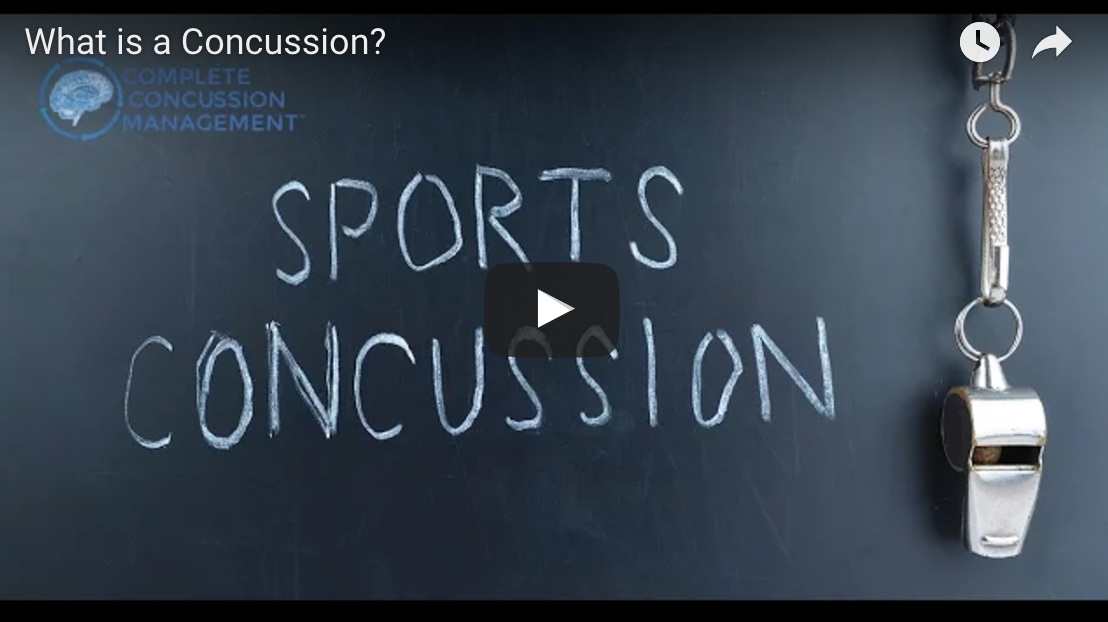 What is a Concussion?
COMPLETE
CONCUSSION
MANAGEMENT™
SPORTS
CONCUSSION